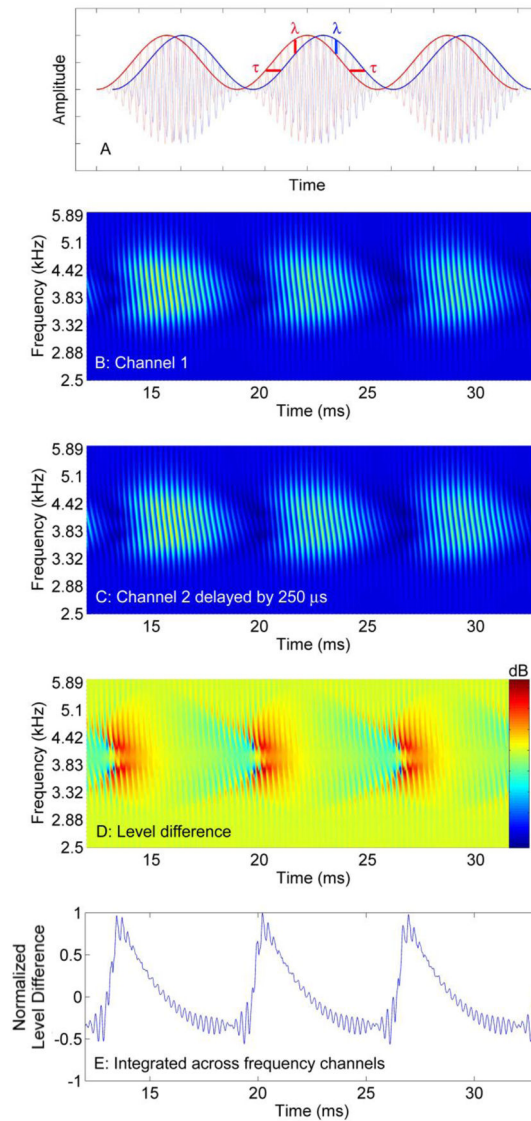 Amplitude
λ
λ
τ
τ
A
Time
Frequency (kHz)
5.89
5.1
4.42
3.83
3.32
2.88
2.5
B: Channel 1
15
20
25
30
Time (ms)
Frequency (kHz)
5.89
5.1
4.42
3.83
3.32
2.88
2.5
C: Channel 2 delayed by 250 μs
15
20
25
30
Time (ms)
dB
Frequency (kHz)
5.89
5.1
4.42
3.83
3.32
2.88
2.5
D: Level difference
15
20
25
30
Time (ms)
Normalized
Level Difference
1
0.5
0
-0.5
-1
E: Integrated across frequency channels
15
20
25
30
Time (ms)